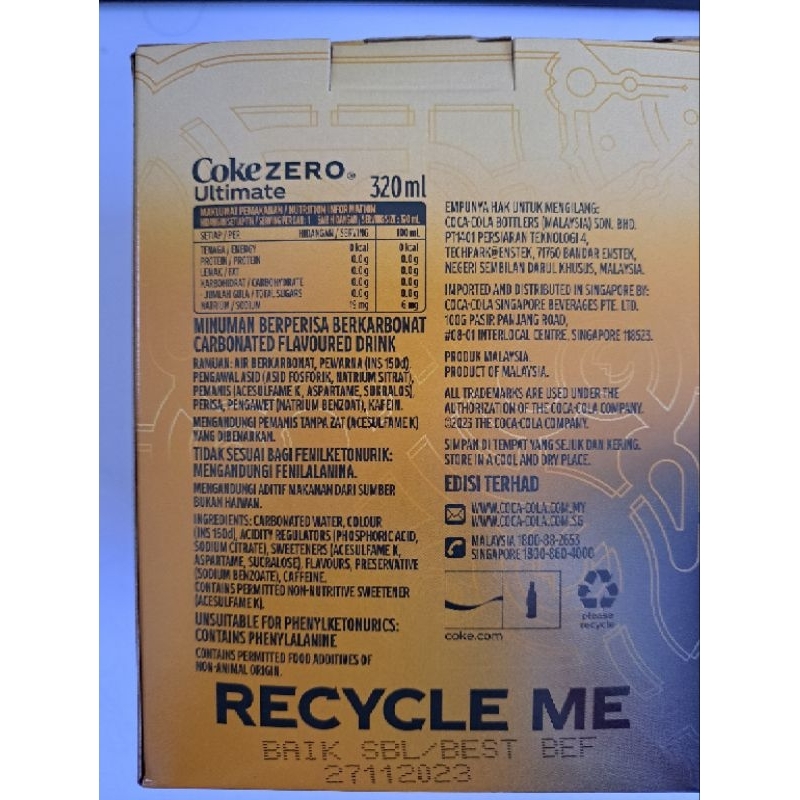 Coke ZERO®
Ultimate
320 ml
MAKLUMAT PEMAKANAN / NUTRITION INFORMATION
SETIAP / PER HIDANGAN / SERVING 100 mL
TENAGA / ENERGY 0 kcal 0 kcal
PROTEIN / PROTEIN 0.0 g 0.0 g
LEMAK / FAT 0.0 g 0.0 g
KARBOHIDRAT / CARBOHYDRATE 0.0 g 0.0 g
- JUMLAH GULA / TOTAL SUGARS 0.0 g 0.0 g
NATRIUM / SODIUM mg 6 mg
MINUMAN BERPERISA BERKARBONAT
CARBONATED FLAVOURED DRINK
RAMUAN: AIR BERKARBONAT, PEWARNA (INS 150d),
PENGAWAL ASID (ASID FOSFORIK, NATRIUM SITRAT),
PEMANIS (ACESULFAME K, ASPARTAME, SUKRALOS),
PERISA, PENGAWET (NATRIUM BENZOAT), KAFEIN.
MENGANDUNGI PEMANIS TANPA ZAT (ACESULFAME K)
YANG DIBENARKAN.
TIDAK SESUAI BAGI FENILKETONURIK:
MENGANDUNGI FENILALANINA.
MENGANDUNGI ADITIF MAKANAN DARI SUMBER
BUKAN HAIWAN.
INGREDIENTS: CARBONATED WATER, COLOUR
(INS 150d), ACIDITY REGULATORS (PHOSPHORIC ACID,
SODIUM CITRATE), SWEETENERS (ACESULFAME K,
ASPARTAME, SUCRALOSE), FLAVOURS, PRESERVATIVE
(SODIUM BENZOATE), CAFFEINE.
CONTAINS PERMITTED NON-NUTRITIVE SWEETENER
(ACESULFAME K).
UNSUITABLE FOR PHENYLKETONURICS:
CONTAINS PHENYLALANINE
CONTAINS PERMITTED FOOD ADDITIVES OF
NON-ANIMAL ORIGIN.
EMPUNYA HAK UNTUK MENGILANG:
COCA-COLA BOTTLERS (MALAYSIA) SDN. BHD.
PT1401 PERSIARAN TEKNOLOGI 4,
TECHPARK@ENSTEK, 71760 BANDAR ENSTEK,
NEGERI SEMBILAN DARUL KHUSUS, MALAYSIA.
IMPORTED AND DISTRIBUTED IN SINGAPORE BY:
COCA-COLA SINGAPORE BEVERAGES PTE. LTD.
100G PASIR PANJANG ROAD,
#08-01 INTERLOCAL CENTRE, SINGAPORE 118523.
PRODUK MALAYSIA.
PRODUCT OF MALAYSIA.
ALL TRADEMARKS ARE USED UNDER THE
AUTHORIZATION OF THE COCA-COLA COMPANY.
©2023 THE COCA-COLA COMPANY.
SIMPAN DI TEMPAT YANG SEJUK DAN KERING.
STORE IN A COOL AND DRY PLACE.
EDISI TERHAD
WWW.COCA-COLA.COM.MY
WWW.COCA-COLA.COM.SG
MALAYSIA 1800-88-2653
SINGAPORE 1800-860-4000
coke.com
please
recycle
RECYCLE ME
BAIK SBL/BEST BEF
27112023